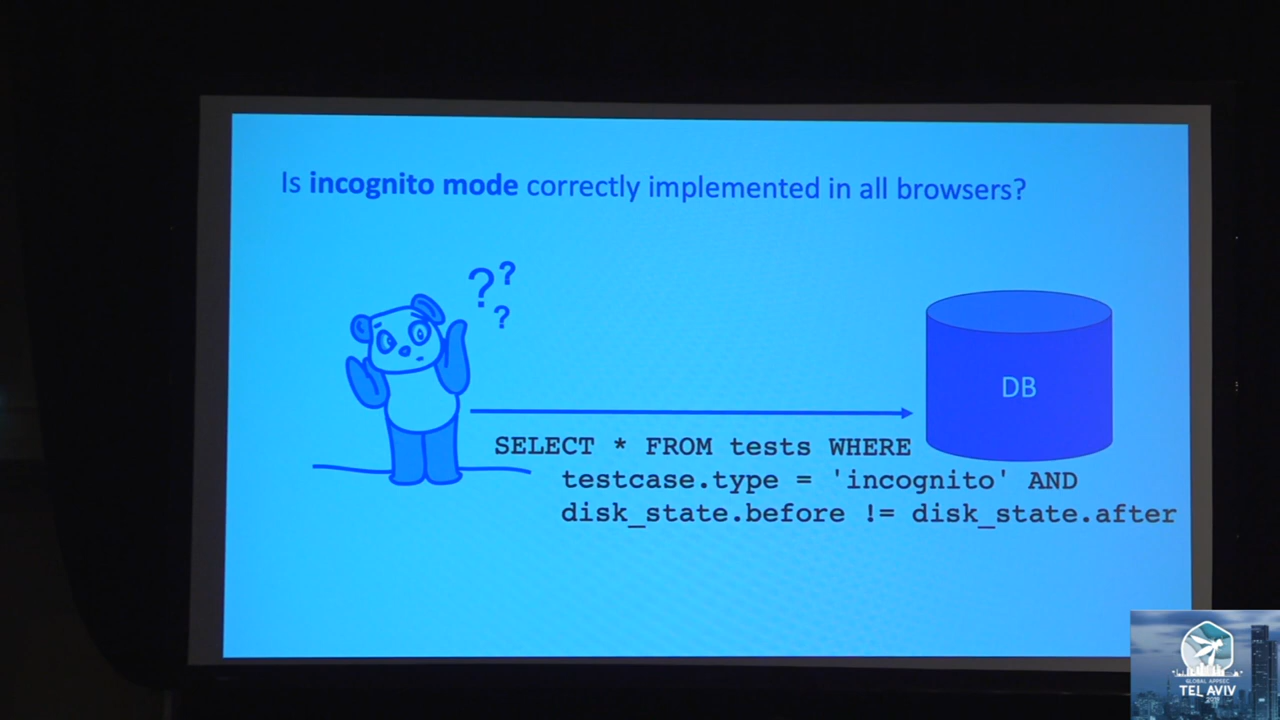 Is incognito mode correctly implemented in all browsers?
? ?
?
DB
SELECT * FROM tests WHERE
testcase.type = 'incognito' AND
disk_state.before != disk_state.after
GLOBAL APPSEC
TEL AVIV
2019